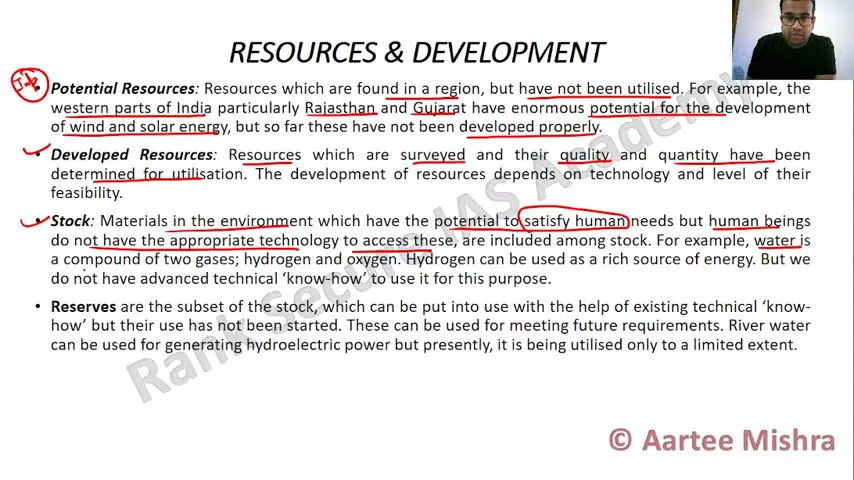 RESOURCES & DEVELOPMENT
Imp
• Potential Resources: Resources which are found in a region, but have not been utilised. For example, the
western parts of India particularly Rajasthan and Gujarat have enormous potential for the development
of wind and solar energy, but so far these have not been developed properly.
• Developed Resources: Resources which are surveyed and their quality and quantity have been
determined for utilisation. The development of resources depends on technology and level of their
feasibility.
• Stock: Materials in the environment which have the potential to satisfy human needs but human beings
do not have the appropriate technology to access these, are included among stock. For example, water is
a compound of two gases; hydrogen and oxygen. Hydrogen can be used as a rich source of energy. But we
do not have advanced technical ‘know-how’ to use it for this purpose.
• Reserves are the subset of the stock, which can be put into use with the help of existing technical ‘know-
how’ but their use has not been started. These can be used for meeting future requirements. River water
can be used for generating hydroelectric power but presently, it is being utilised only to a limited extent.
Rank Secure IAS Academy
© Aartee Mishra